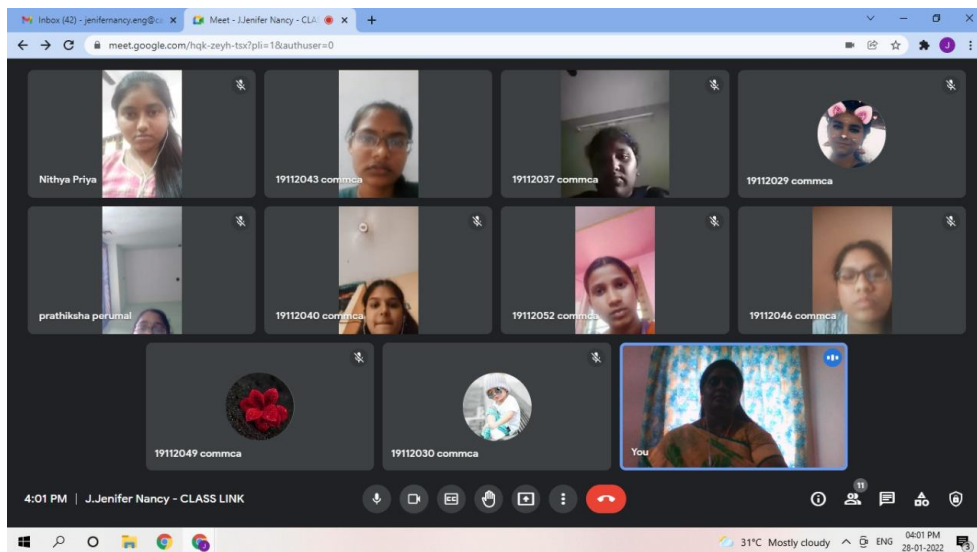 Inbox (42) - jenifernancy.eng@c
Meet - J.Jenifer Nancy - CLA
meet.google.com/hqk-zeyh-tsx?pli=1&authuser=0
J
Nithya Priya
19112043 commca
19112037 commca
19112029 commca
prathiksha perumal
19112040 commca
19112052 commca
19112046 commca
19112049 commca
19112030 commca
You
4:01 PM | J.Jenifer Nancy - CLASS LINK
CC
11
31°C Mostly cloudy
ENG
04:01 PM
28-01-2022